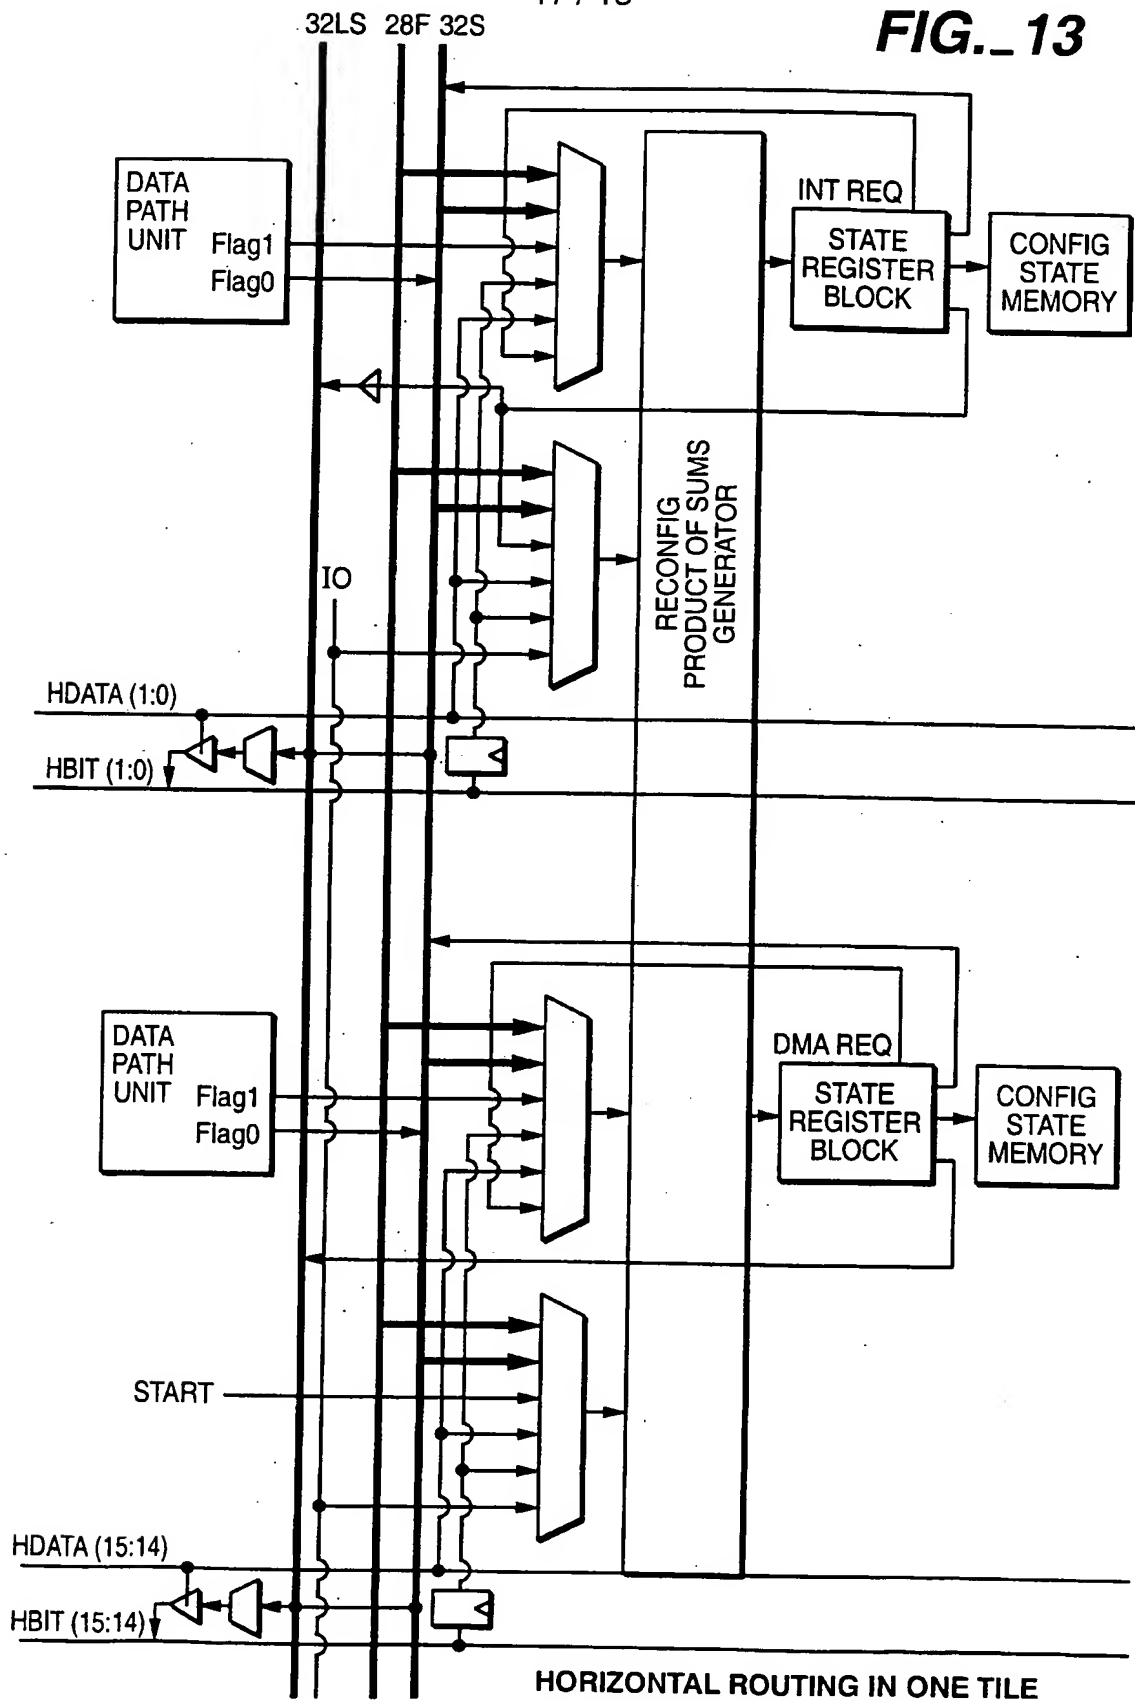 32LS 28F 32S
FIG._13
DATA
PATH
UNIT
Flag1
Flag0
INT REQ
STATE
REGISTER
BLOCK
CONFIG
STATE
MEMORY
RECONFIG
PRODUCT OF SUMS
GENERATOR
IO
HDATA (1:0)
HBIT (1:0)
DATA
PATH
UNIT
Flag1
Flag0
DMA REQ
STATE
REGISTER
BLOCK
CONFIG
STATE
MEMORY
START
HDATA (15:14)
HBIT (15:14)
HORIZONTAL ROUTING IN ONE TILE